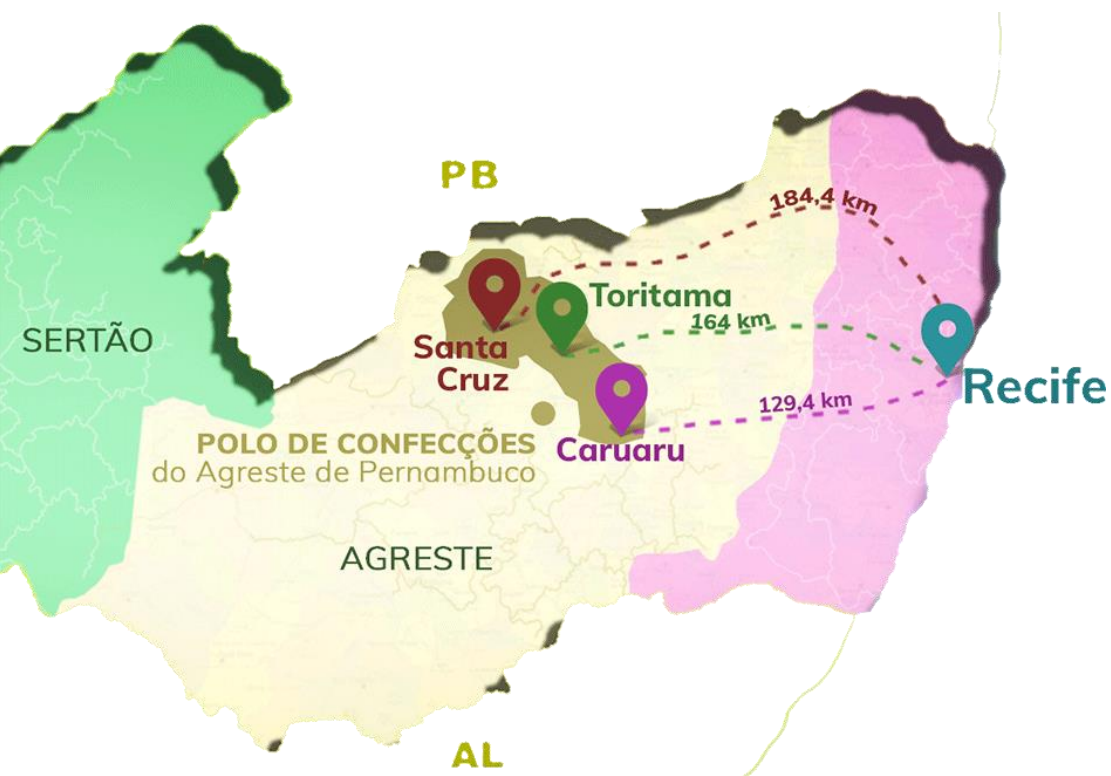 PB
184,4 km
Toritama
164 km
SERTÃO
Santa
Cruz
Recife
129,4 km
POLO DE CONFECÇÕES
do Agreste de Pernambuco
Caruaru
AGRESTE
AL